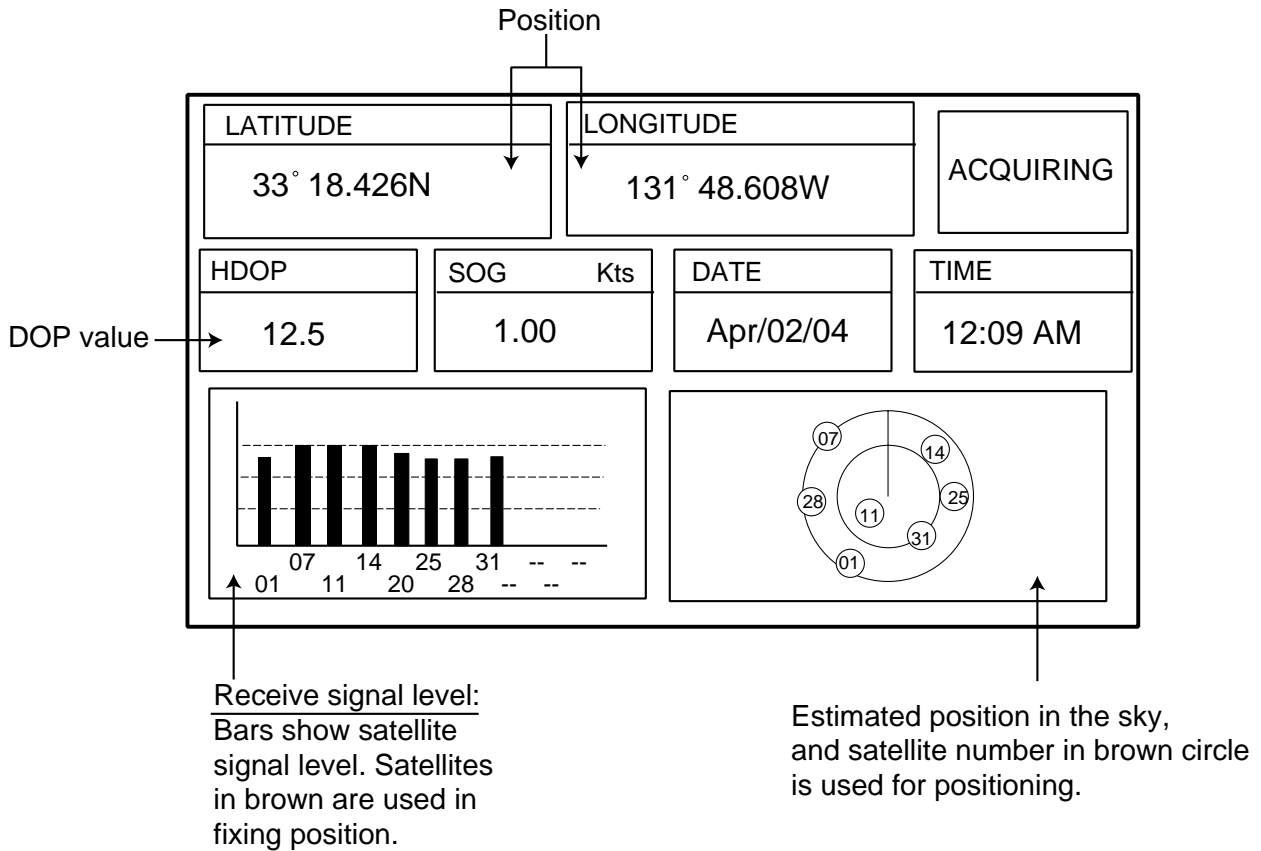 Position
LATITUDE
33° 18.426N
LONGITUDE
131° 48.608W
ACQUIRING
HDOP
12.5
SOG Kts
1.00
DATE
Apr/02/04
TIME
12:09 AM
DOP value
07 14 25 31 -- --
01 11 20 28 -- --
07
14
28
25
11
31
01
Receive signal level:
Bars show satellite
signal level. Satellites
in brown are used in
fixing position.
Estimated position in the sky,
and satellite number in brown circle
is used for positioning.